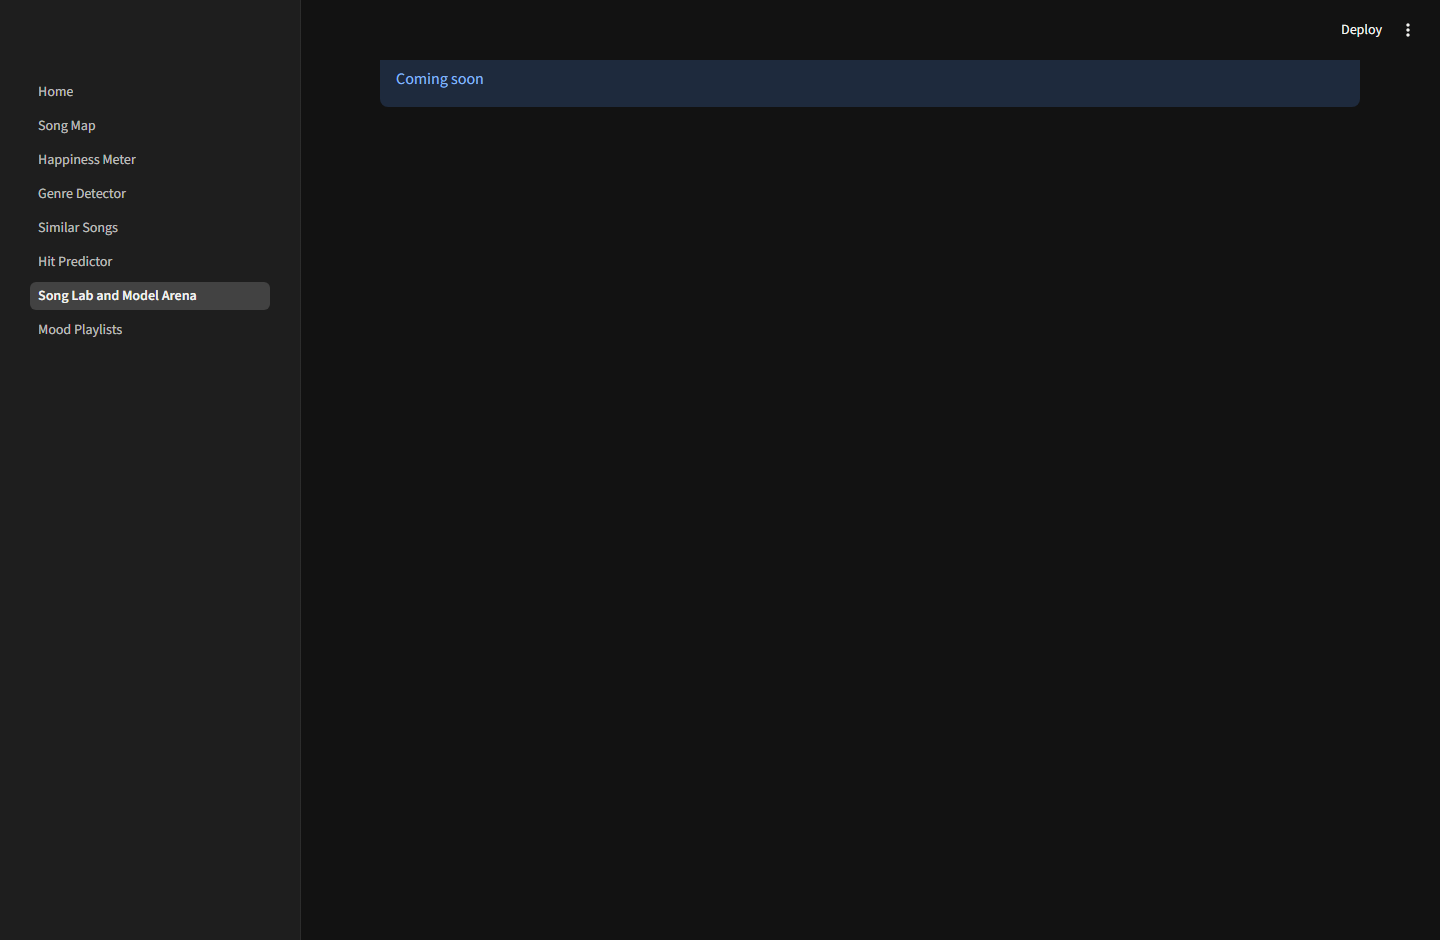 Deploy
Home
Song Map
Happiness Meter
Genre Detector
Similar Songs
Hit Predictor
Song Lab and Model Arena
Mood Playlists
Coming soon